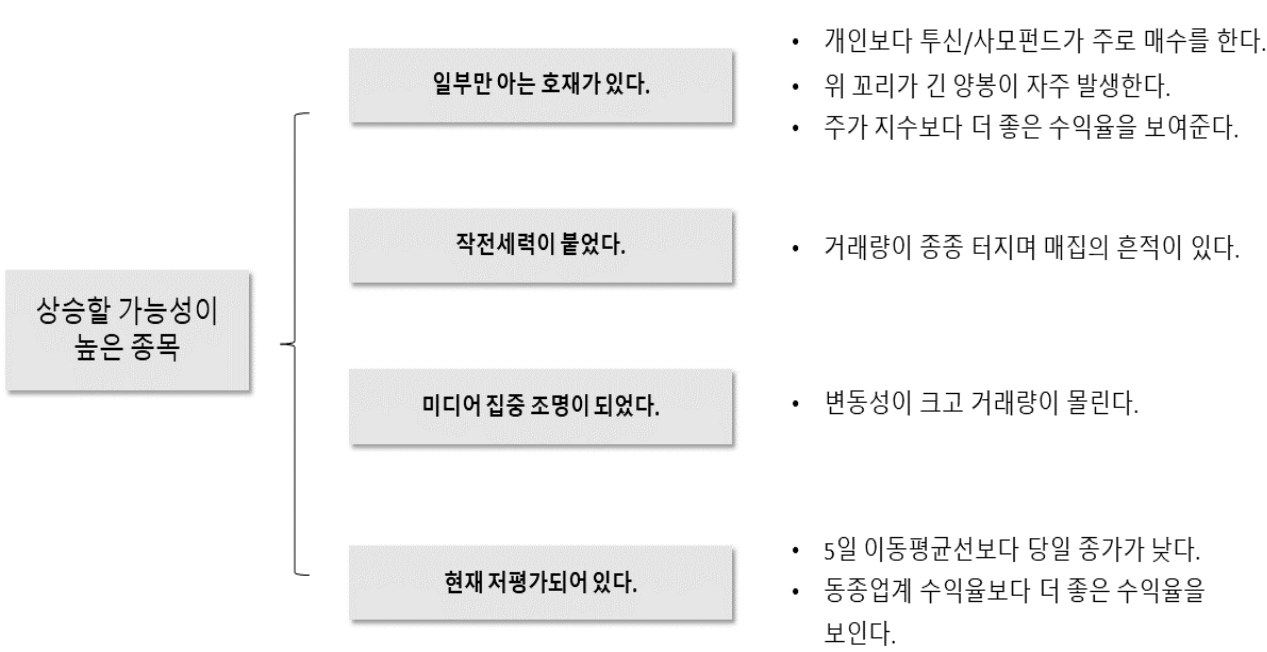 상승할 가능성이
높은 종목
일부만 아는 호재가 있다.
• 개인보다 투신/사모펀드가 주로 매수를 한다.
• 위 꼬리가 긴 양봉이 자주 발생한다.
• 주가 지수보다 더 좋은 수익율을 보여준다.
작전세력이 붙었다.
• 거래량이 종종 터지며 매집의 흔적이 있다.
미디어 집중 조명이 되었다.
• 변동성이 크고 거래량이 몰린다.
현재 저평가되어 있다.
• 5일 이동평균선보다 당일 종가가 낮다.
• 동종업계 수익율보다 더 좋은 수익율을
보인다.